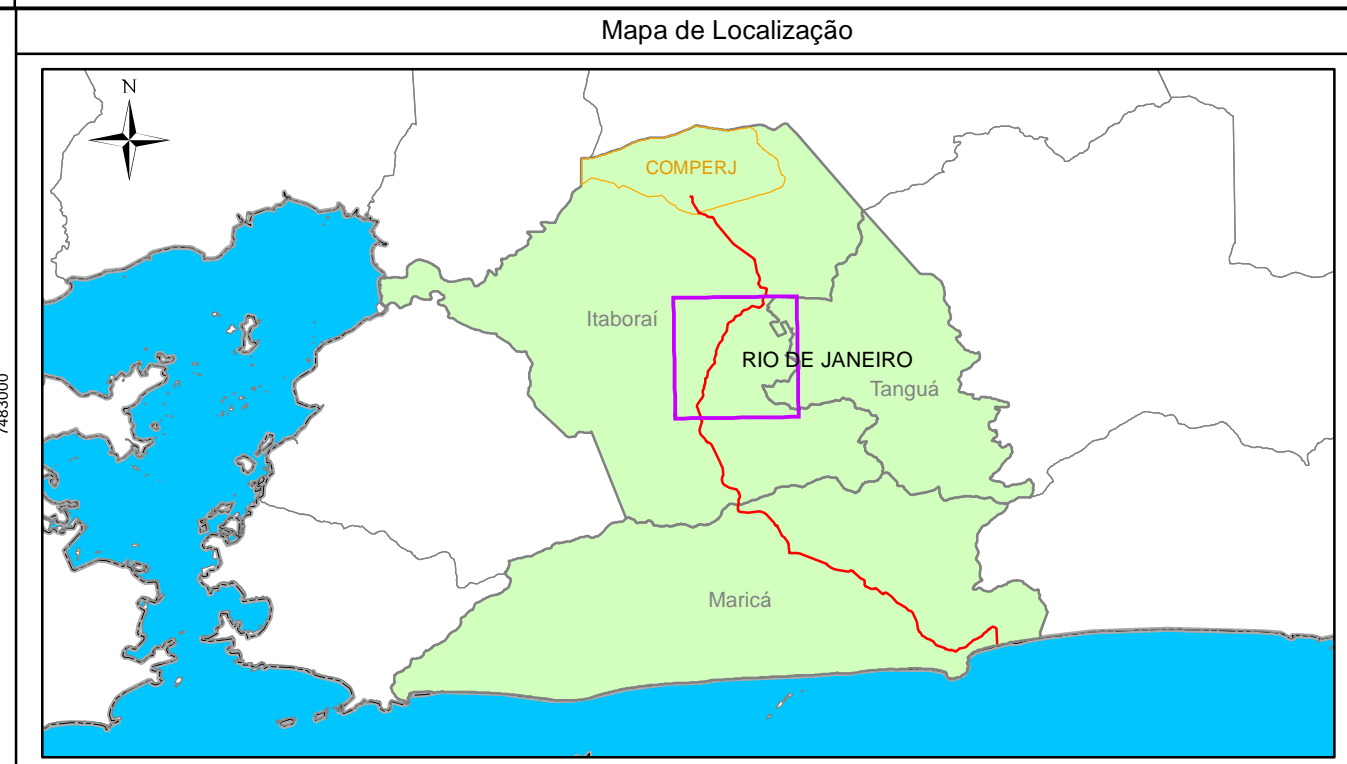 Mapa de Localização
N
COMPERJ
Itaboraí
RIO DE JANEIRO
Tanguá
7483000
Maricá